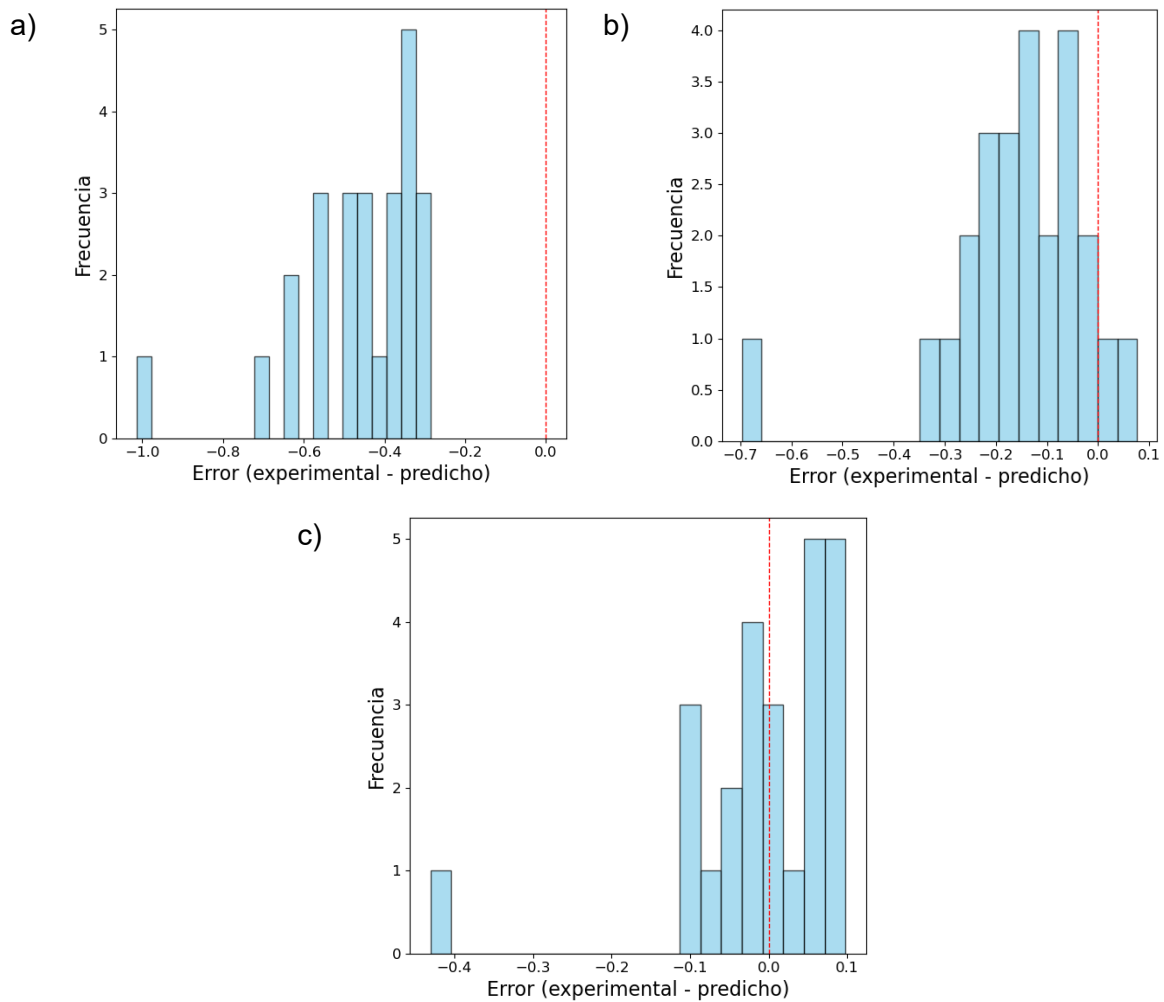 a)
5
4
3
2
1
0
Frecuencia
−1.0 −0.8 −0.6 −0.4 −0.2 0.0
Error (experimental - predicho)
b)
4.0
3.5
3.0
2.5
2.0
1.5
1.0
0.5
0.0
Frecuencia
−0.7 −0.6 −0.5 −0.4 −0.3 −0.2 −0.1 0.0 0.1
Error (experimental - predicho)
c)
5
4
3
2
1
0
Frecuencia
−0.4 −0.3 −0.2 −0.1 0.0 0.1
Error (experimental - predicho)